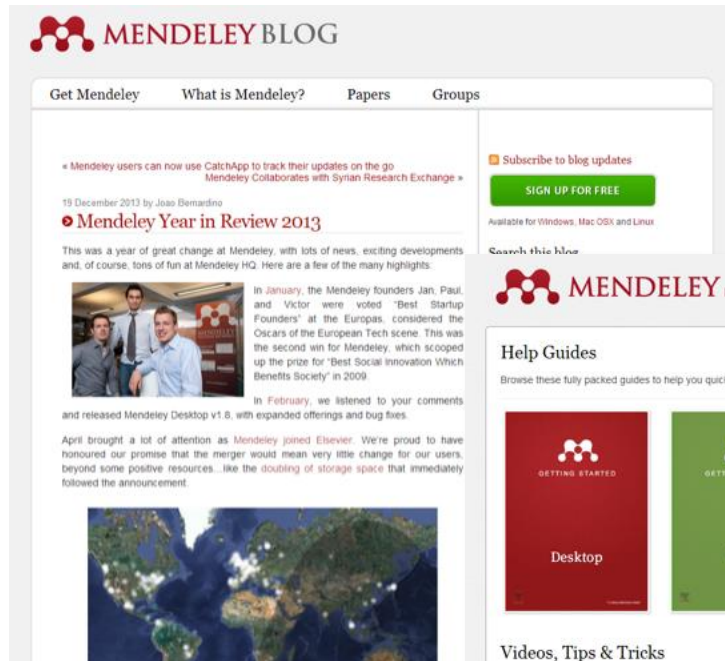 MENDELEY BLOG
Get Mendeley What is Mendeley? Papers Groups
« Mendeley users can now use CatchApp to track their updates on the go
Mendeley Collaborates with Syrian Research Exchange »
19 December 2013 by Joao Bernardino
Mendeley Year in Review 2013
This was a year of great change at Mendeley, with lots of news, exciting developments
and, of course, tons of fun at Mendeley HQ. Here are a few of the many highlights:
MENDELEY
In January, the Mendeley founders Jan, Paul,
and Victor were voted "Best Startup
Founders" at the Europas, considered the
Oscars of the European Tech scene. This was
the second win for Mendeley, which scooped
up the prize for "Best Social Innovation Which
Benefits Society" in 2009.
In February, we listened to your comments
and released Mendeley Desktop v1.8, with expanded offerings and bug fixes.
April brought a lot of attention as Mendeley joined Elsevier. We're proud to have
honoured our promise that the merger would mean very little change for our users,
beyond some positive resources...like the doubling of storage space that immediately
followed the announcement.
Subscribe to blog updates
SIGN UP FOR FREE
Available for Windows, Mac OSX and Linux
Search this blog
MENDELEY
Help Guides
Browse these fully packed guides to help you quic
GETTING STARTED
Desktop
GETT
Videos, Tips & Tricks